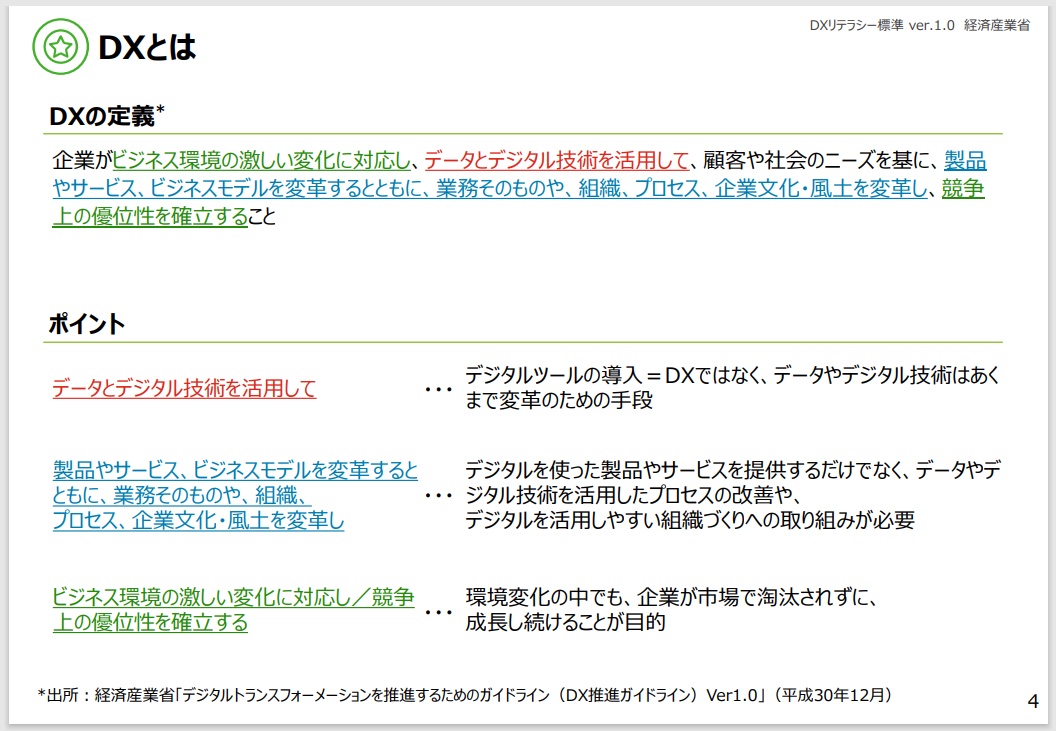 DXリテラシー標準 ver.1.0 経済産業省
DXとは
DXの定義*
企業がビジネス環境の激しい変化に対応し、データとデジタル技術を活用して、顧客や社会のニーズを基に、製品
やサービス、ビジネスモデルを変革するとともに、業務そのものや、組織、プロセス、企業文化・風土を変革し、競争
上の優位性を確立すること
ポイント
データとデジタル技術を活用して
・・・
デジタルツールの導入＝DXではなく、データやデジタル技術はあく
まで変革のための手段
製品やサービス、ビジネスモデルを変革すると
ともに、業務そのものや、組織、
プロセス、企業文化・風土を変革し
・・・
デジタルを使った製品やサービスを提供するだけでなく、データやデ
ジタル技術を活用したプロセスの改善や、
デジタルを活用しやすい組織づくりへの取り組みが必要
ビジネス環境の激しい変化に対応し／競争
上の優位性を確立する
・・・
環境変化の中でも、企業が市場で淘汰されずに、
成長し続けることが目的
*出所：経済産業省「デジタルトランスフォーメーションを推進するためのガイドライン（DX推進ガイドライン）Ver1.0」（平成30年12月）
4